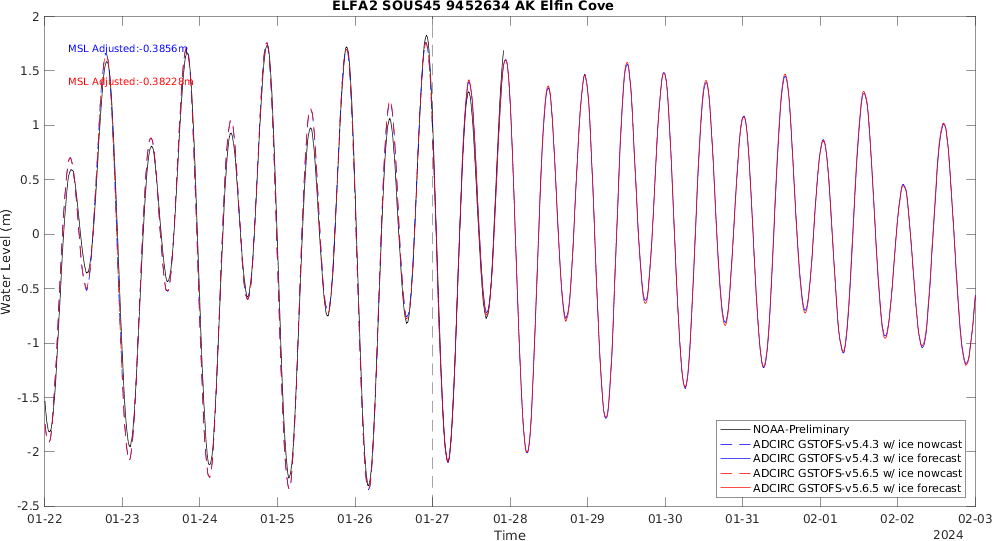 ELFA2 SOUS45 9452634 AK Elfin Cove
2
1.5
1
0.5
0
-0.5
-1
-1.5
-2
-2.5
Water Level (m)
MSL Adjusted:-0.3856m
MSL Adjusted:-0.38228m
NOAA-Preliminary
ADCIRC GSTOFS-v5.4.3 w/ ice nowcast
ADCIRC GSTOFS-v5.4.3 w/ ice forecast
ADCIRC GSTOFS-v5.6.5 w/ ice nowcast
ADCIRC GSTOFS-v5.6.5 w/ ice forecast
01-22 01-23 01-24 01-25 01-26 01-27 01-28 01-29 01-30 01-31 02-01 02-02 02-03
Time
2024